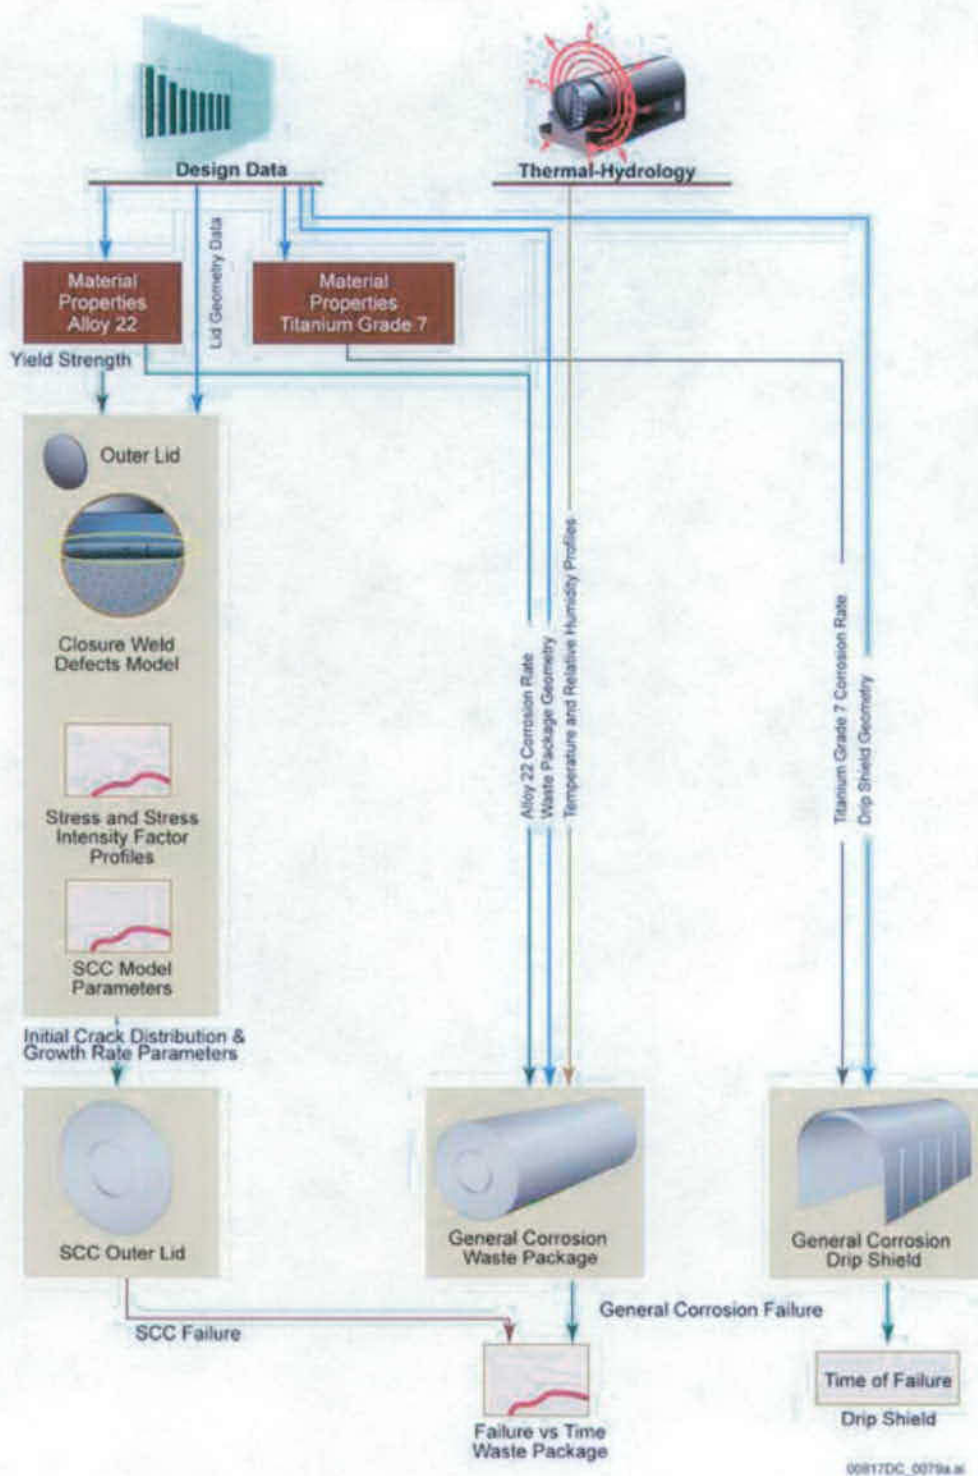 Design Data
Thermal-Hydrology
Material
Properties
Alloy 22
Lid Geometry Data
Material
Properties
Titanium Grade 7
Yield Strength
Outer Lid
Closure Weld
Defects Model
Stress and Stress
Intensity Factor
Profiles
SCC Model
Parameters
Alloy 22 Corrosion Rate
Waste Package Geometry
Temperature and Relative Humidity Profiles
Titanium Grade 7 Corrosion Rate
Drip Shield Geometry
Initial Crack Distribution &
Growth Rate Parameters
SCC Outer Lid
General Corrosion
Waste Package
General Corrosion
Drip Shield
SCC Failure
General Corrosion Failure
Failure vs Time
Waste Package
Time of Failure
Drip Shield
00817DC_0079a.ai